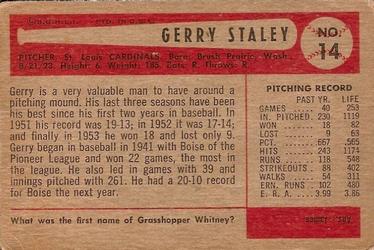 B.G.H.L.I. PTD. IN U.S.A.
GERRY STALEY
NO.
14
PITCHER, St. Louis CARDINALS. Born: Brush Prairie, Wash.
8/21/23. Height: 6. Weight: 185. Bats: R. Throws: R.
Gerry is a very valuable man to have around a
pitching mound. His last three seasons have been
his best since his first two years in baseball. In
1951 his record was 19-13; in 1952 it was 17-14;
and finally in 1953 he won 18 and lost only 9.
Gerry began in baseball in 1941 with Boise of the
Pioneer League and won 22 games, the most in
the league. He also led in games with 39 and
innings pitched with 261. He had a 20-10 record
for Boise the next year.
What was the first name of Grasshopper Whitney?
PITCHING RECORD
PAST YR. LIFE
GAMES 40 253
IN. PITCHED 230 1119
WON 18 82
LOST 9 63
PCT. .667 .565
HITS 243 1174
RUNS 118 548
STRIKEOUTS 88 402
WALKS 54 311
ERN. RUNS 102 480
E. R. A. 3.99 3.86